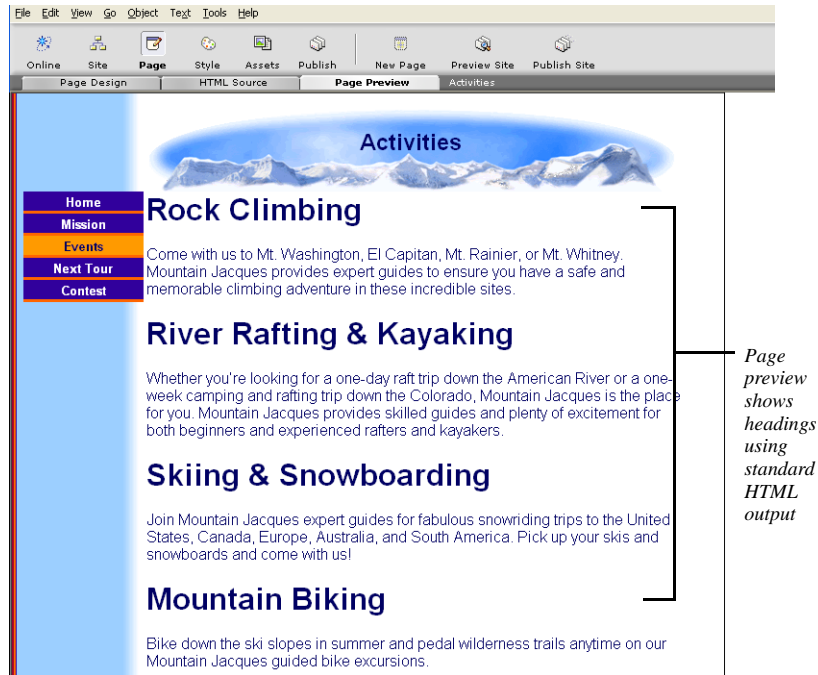 File Edit View Go Object Text Tools Help
Online Site Page Style Assets Publish New Page Preview Site Publish Site
Page Design HTML Source Page Preview Activities
Activities
Home
Mission
Events
Next Tour
Contest
Rock Climbing
Come with us to Mt. Washington, El Capitan, Mt. Rainier, or Mt. Whitney.
Mountain Jacques provides expert guides to ensure you have a safe and
memorable climbing adventure in these incredible sites.
River Rafting & Kayaking
Whether you're looking for a one-day raft trip down the American River or a one-
week camping and rafting trip down the Colorado, Mountain Jacques is the place
for you. Mountain Jacques provides skilled guides and plenty of excitement for
both beginners and experienced rafters and kayakers.
Skiing & Snowboarding
Join Mountain Jacques expert guides for fabulous snowriding trips to the United
States, Canada, Europe, Australia, and South America. Pick up your skis and
snowboards and come with us!
Mountain Biking
Bike down the ski slopes in summer and pedal wilderness trails anytime on our
Mountain Jacques guided bike excursions.
Page
preview
shows
headings
using
standard
HTML
output